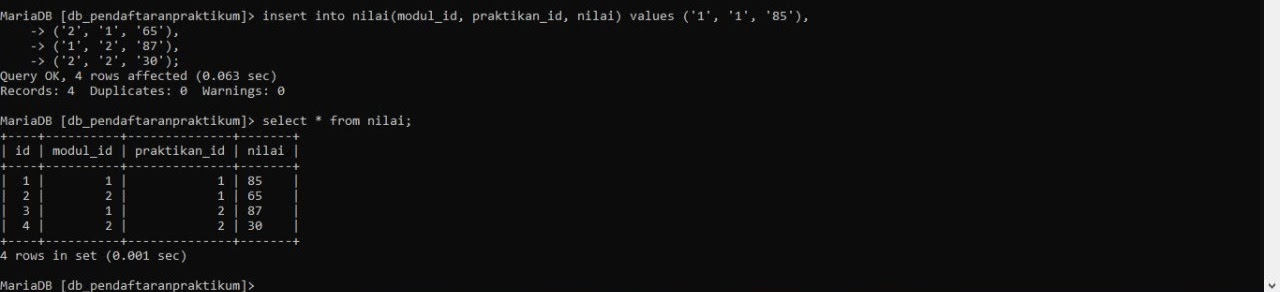 MariaDB [db_pendaftaranpraktikum]> insert into nilai(modul_id, praktikan_id, nilai) values ('1', '1', '85'),
    -> ('2', '1', '65'),
    -> ('1', '2', '87'),
    -> ('2', '2', '30');
Query OK, 4 rows affected (0.063 sec)
Records: 4  Duplicates: 0  Warnings: 0

MariaDB [db_pendaftaranpraktikum]> select * from nilai;
+----+----------+--------------+-------+
| id | modul_id | praktikan_id | nilai |
+----+----------+--------------+-------+
|  1 |        1 |            1 | 85    |
|  2 |        2 |            1 | 65    |
|  3 |        1 |            2 | 87    |
|  4 |        2 |            2 | 30    |
+----+----------+--------------+-------+
4 rows in set (0.001 sec)

MariaDB [db_pendaftaranpraktikum]>